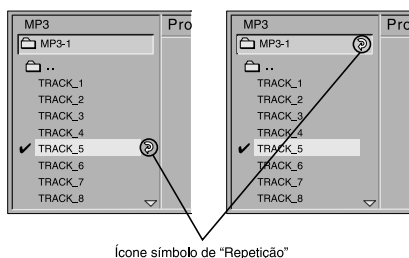 MP3
Pro
MP3-1
..
TRACK_1
TRACK_2
TRACK_3
TRACK_4
TRACK_5
TRACK_6
TRACK_7
TRACK_8
MP3
Pro
MP3-1
..
TRACK_1
TRACK_2
TRACK_3
TRACK_4
TRACK_5
TRACK_6
TRACK_7
TRACK_8
Ícone símbolo de “Repetição”